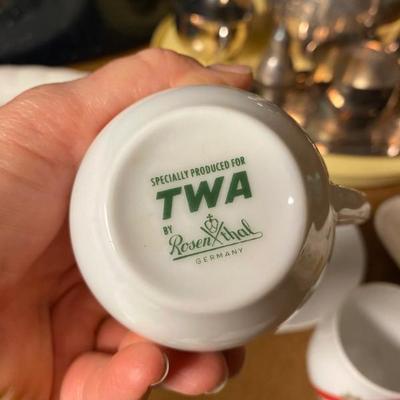 SPECIALLY PRODUCED FOR
TWA
BY
Rosenthal
GERMANY